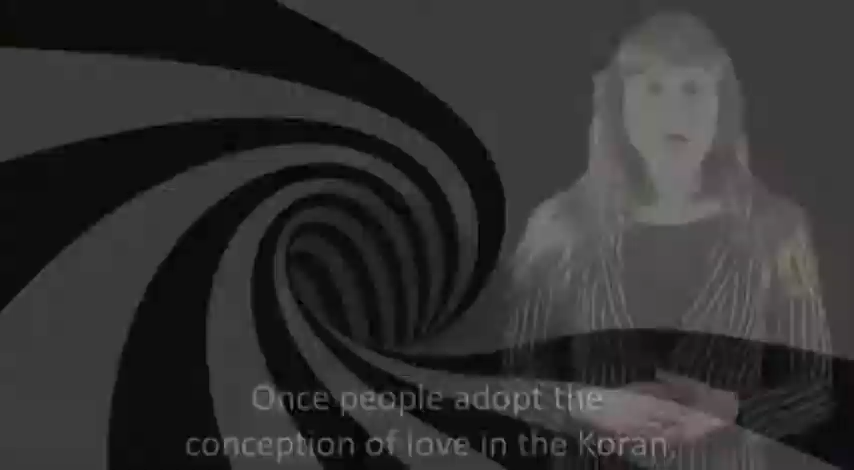 Once people adopt the
conception of love in the Koran,